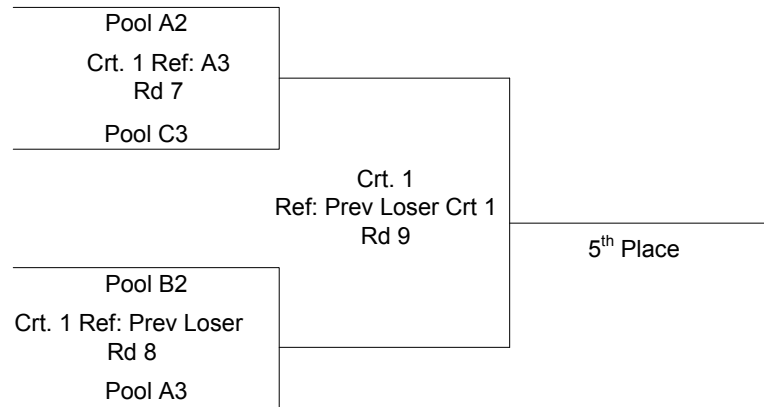 Pool A2
Crt. 1 Ref: A3
Rd 7
Pool C3
Crt. 1
Ref: Prev Loser Crt 1
Rd 9
5th Place
Pool B2
Crt. 1 Ref: Prev Loser
Rd 8
Pool A3